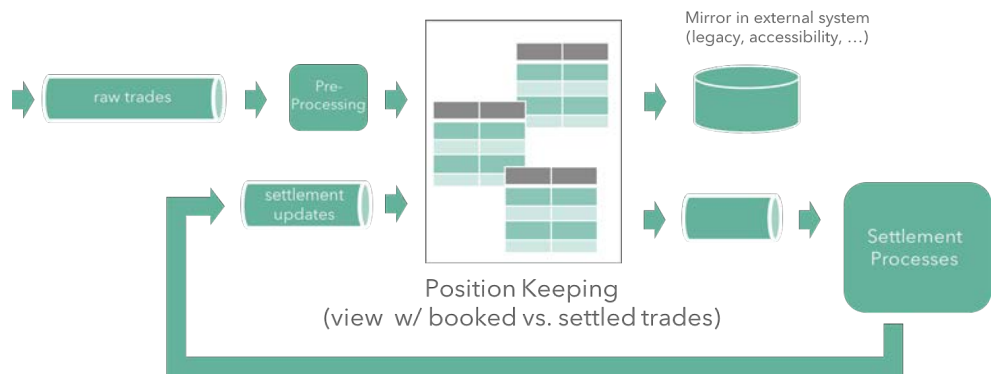 Mirror in external system
(legacy, accessibility, ...)
raw trades
Pre-
Processing
settlement
updates
Settlement
Processes
Position Keeping
(view w/ booked vs. settled trades)